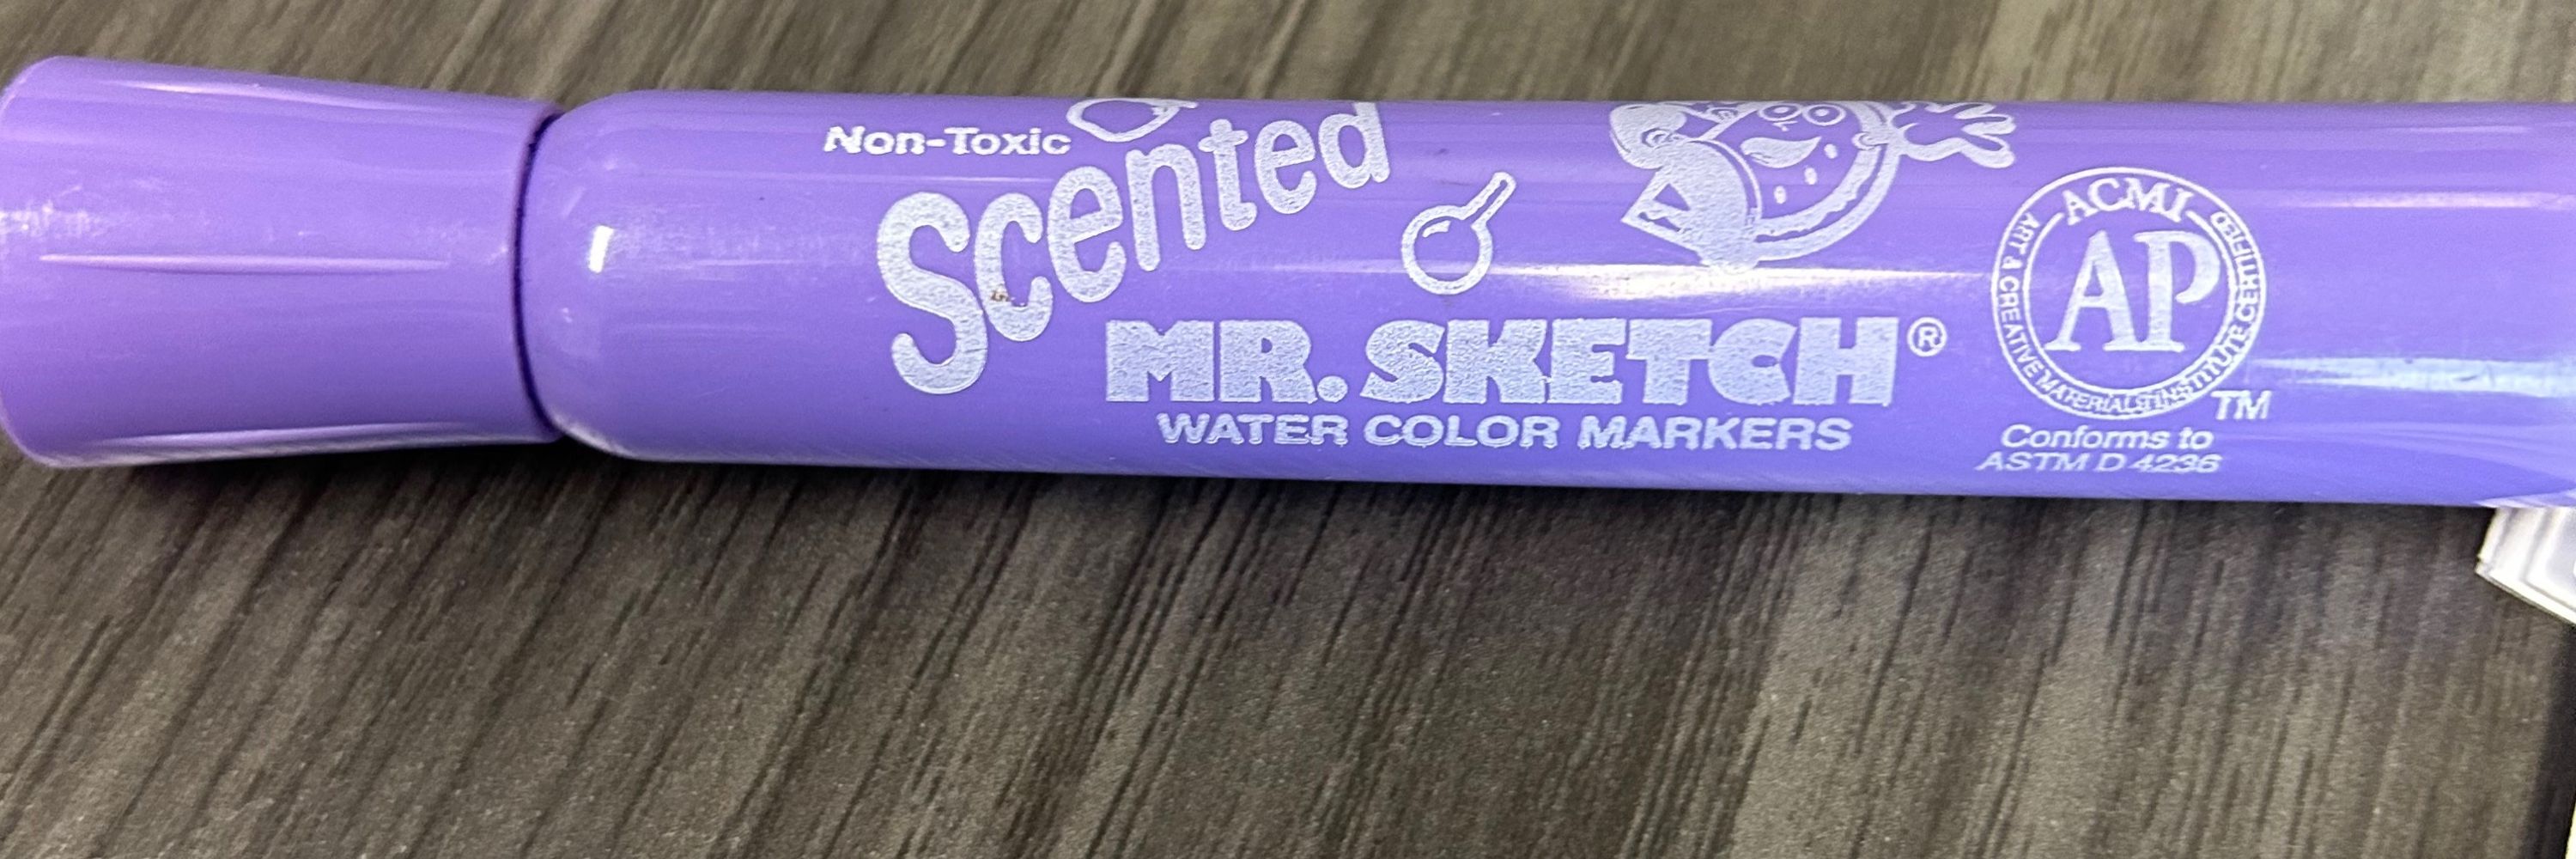 Non-Toxic
Scented
MR. SKETCH®
WATER COLOR MARKERS
ACMI
AP
ART & CREATIVE MATERIALS INSTITUTE CERTIFIED
TM
Conforms to
ASTM D 4236